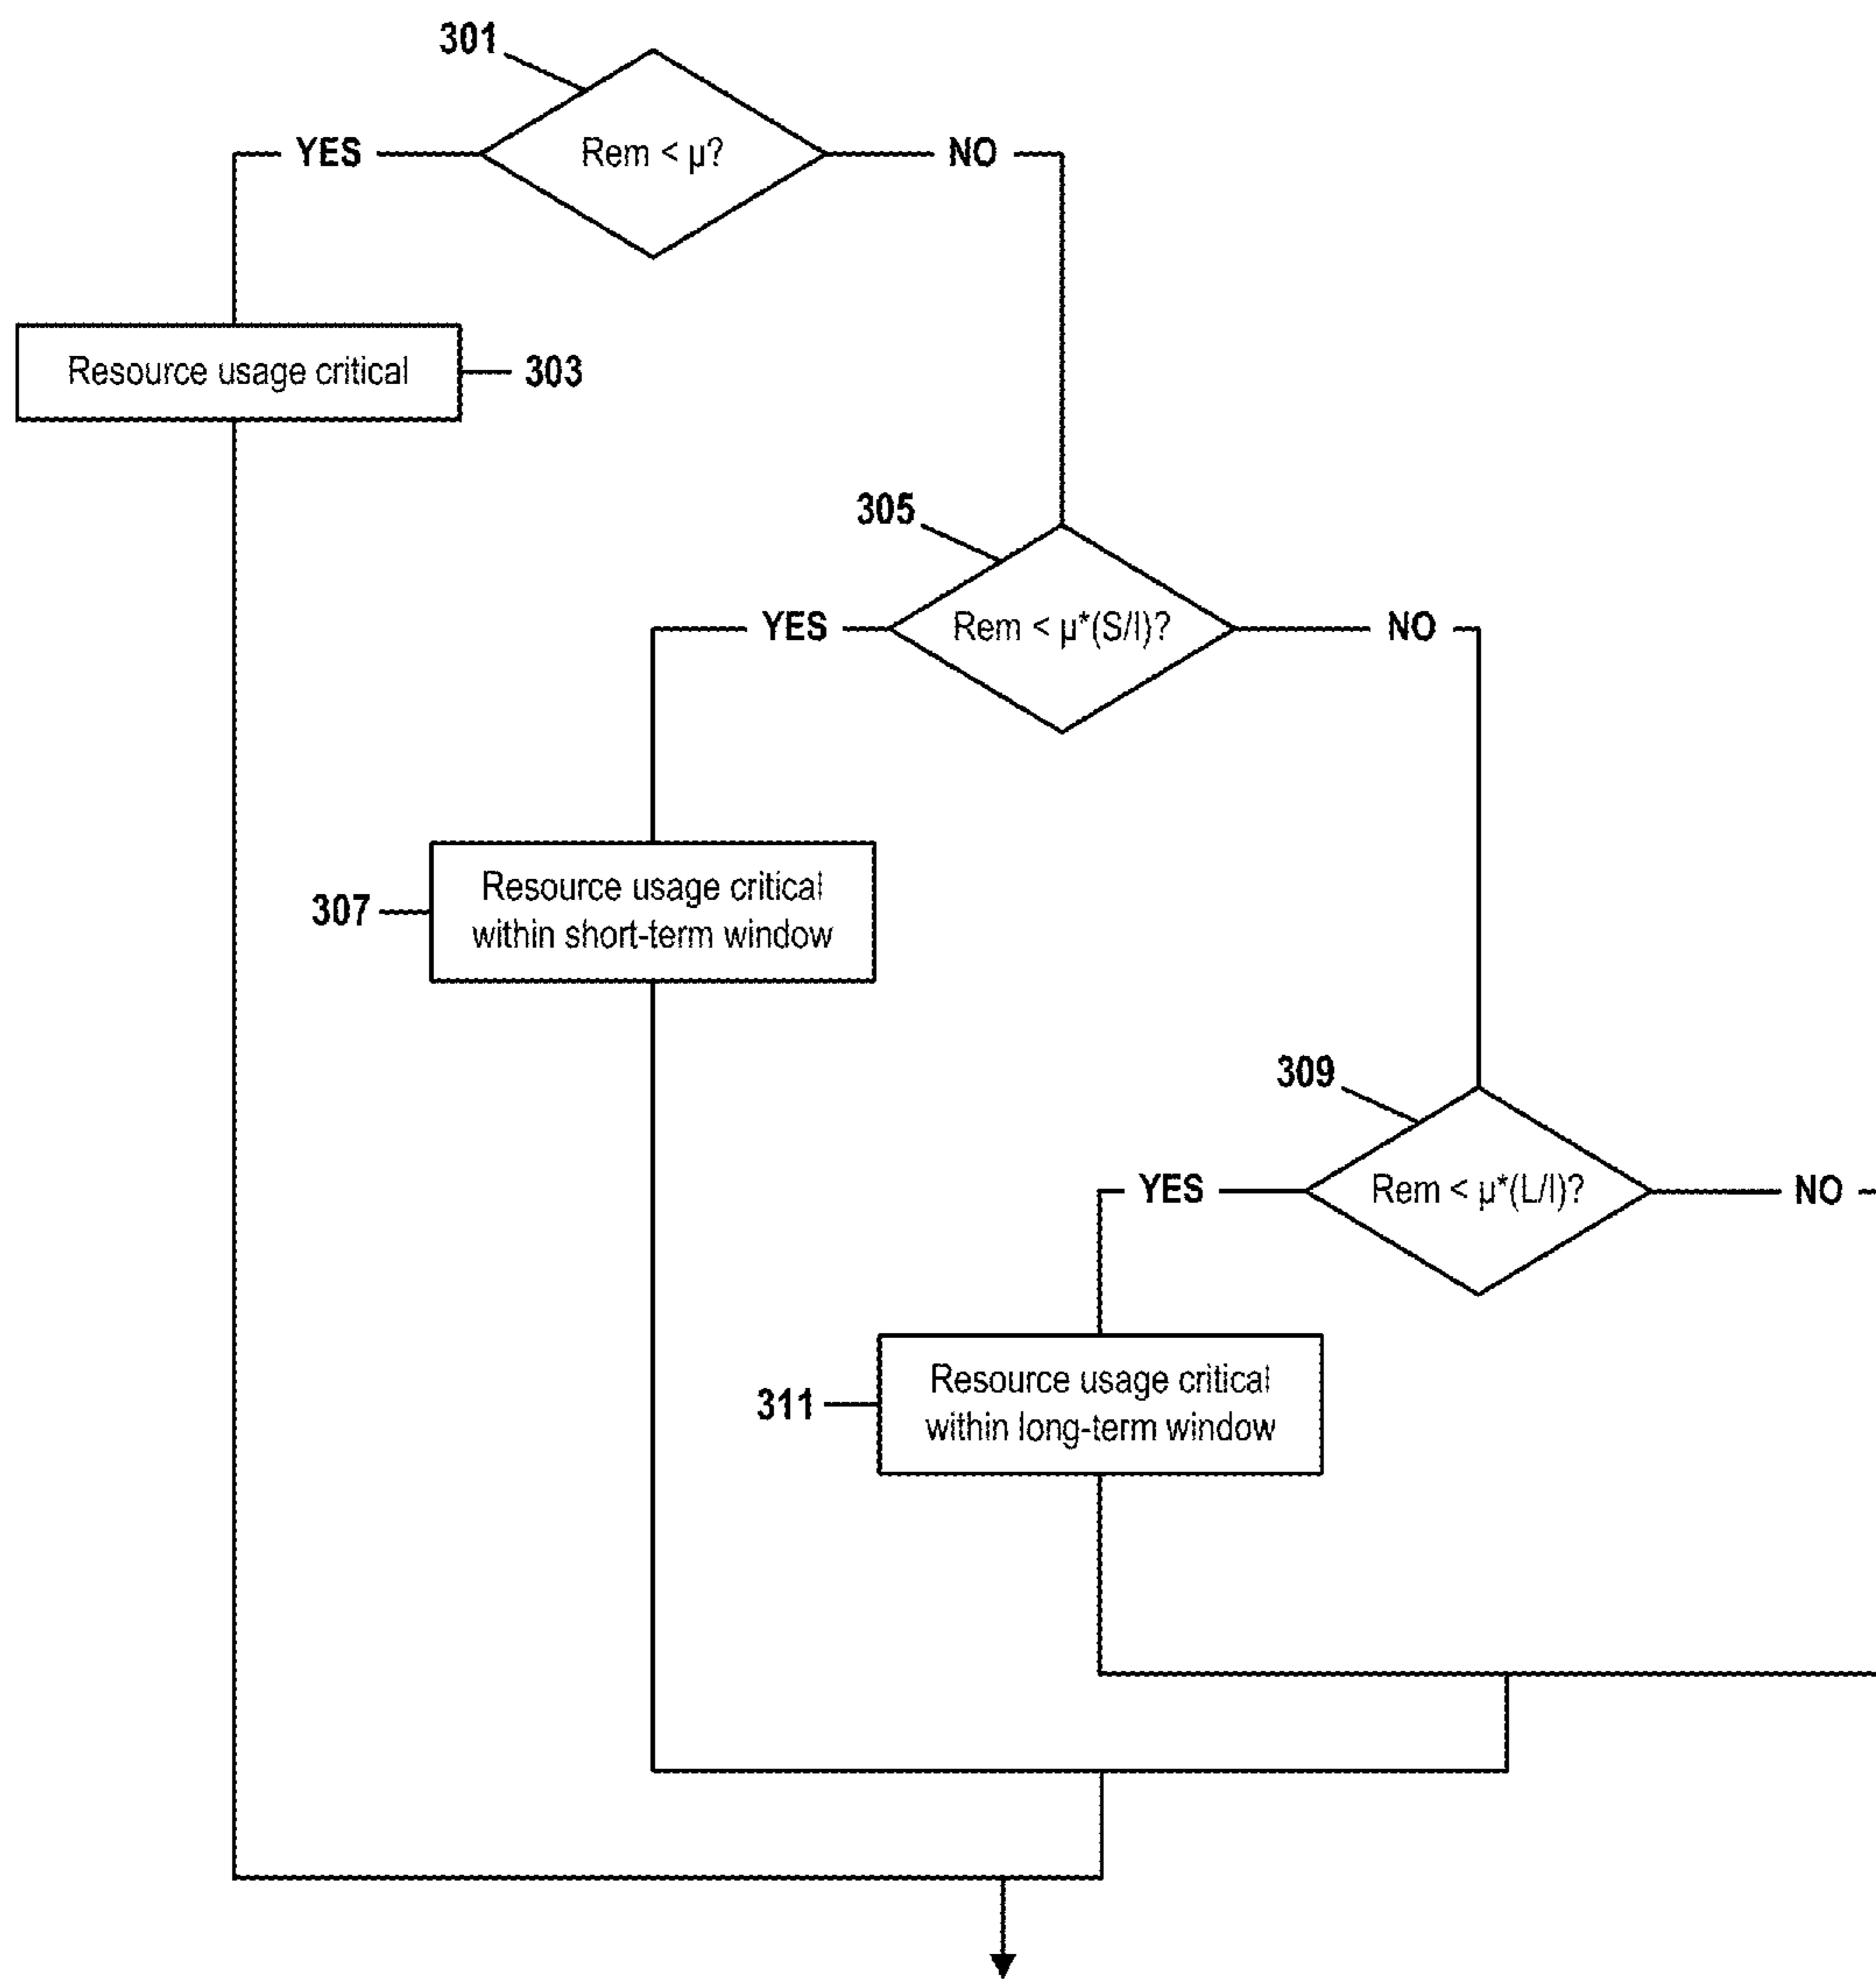 301
YES
Rem < µ?
NO
Resource usage critical
303
305
YES
Rem < µ*(S/I)?
NO
307
Resource usage critical
within short-term window
309
YES
Rem < µ*(L/I)?
NO
311
Resource usage critical
within long-term window